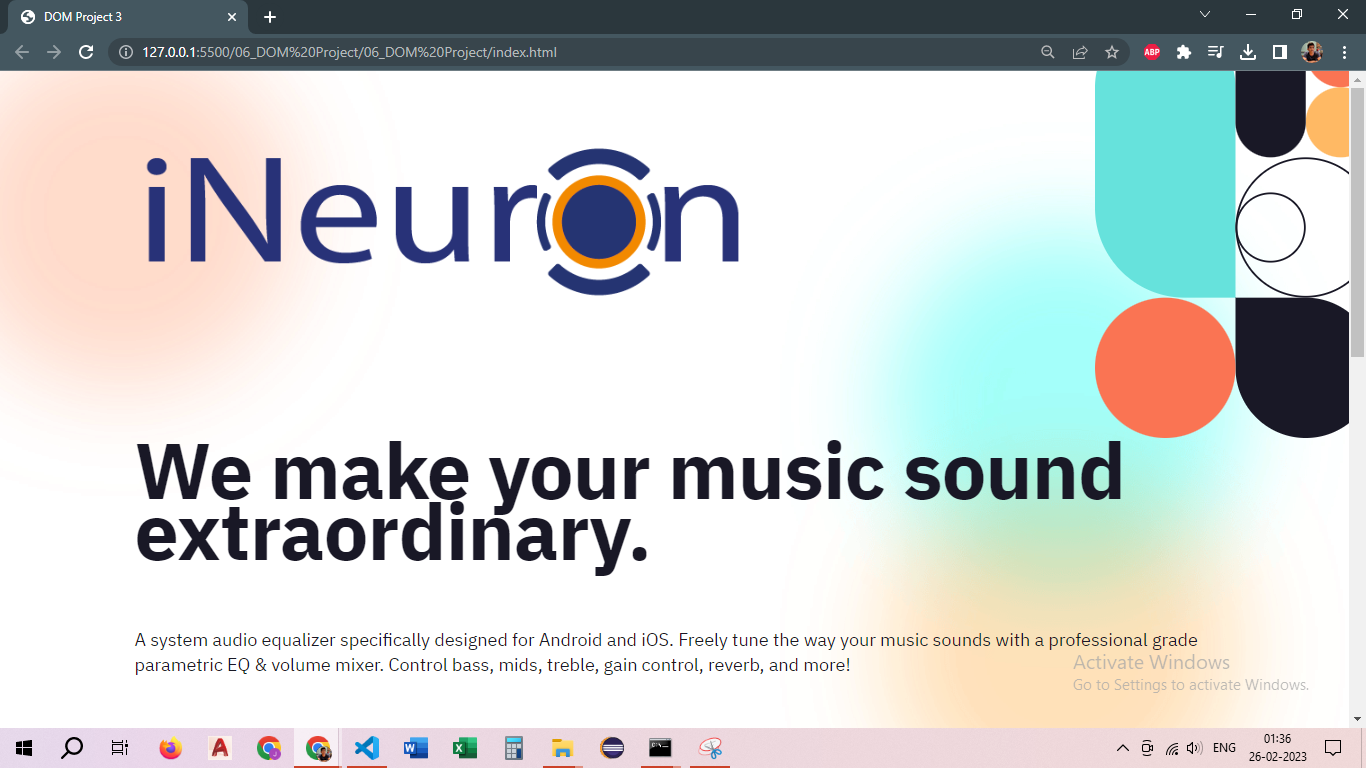 DOM Project 3
127.0.0.1:5500/06_DOM%20Project/06_DOM%20Project/index.html
ABP
iNeuron
We make your music sound
extraordinary.
A system audio equalizer specifically designed for Android and iOS. Freely tune the way your music sounds with a professional grade
parametric EQ & volume mixer. Control bass, mids, treble, gain control, reverb, and more!
Activate Windows
Go to Settings to activate Windows.
ENG
01:36
26-02-2023